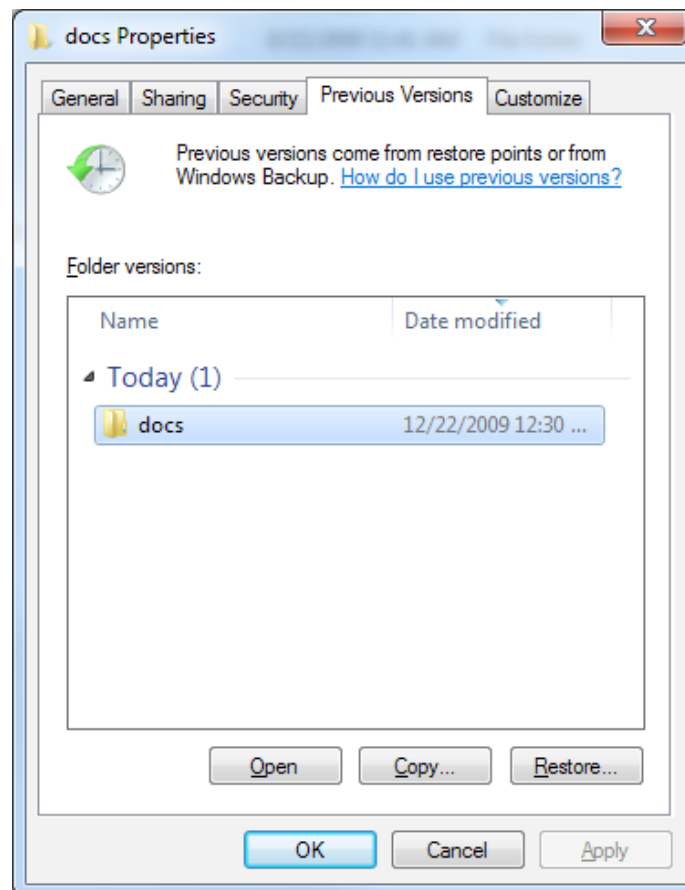 docs Properties
General Sharing Security Previous Versions Customize
Previous versions come from restore points or from
Windows Backup. How do I use previous versions?
Folder versions:
Name Date modified
Today (1)
docs 12/22/2009 12:30 ...
Open Copy... Restore...
OK Cancel Apply